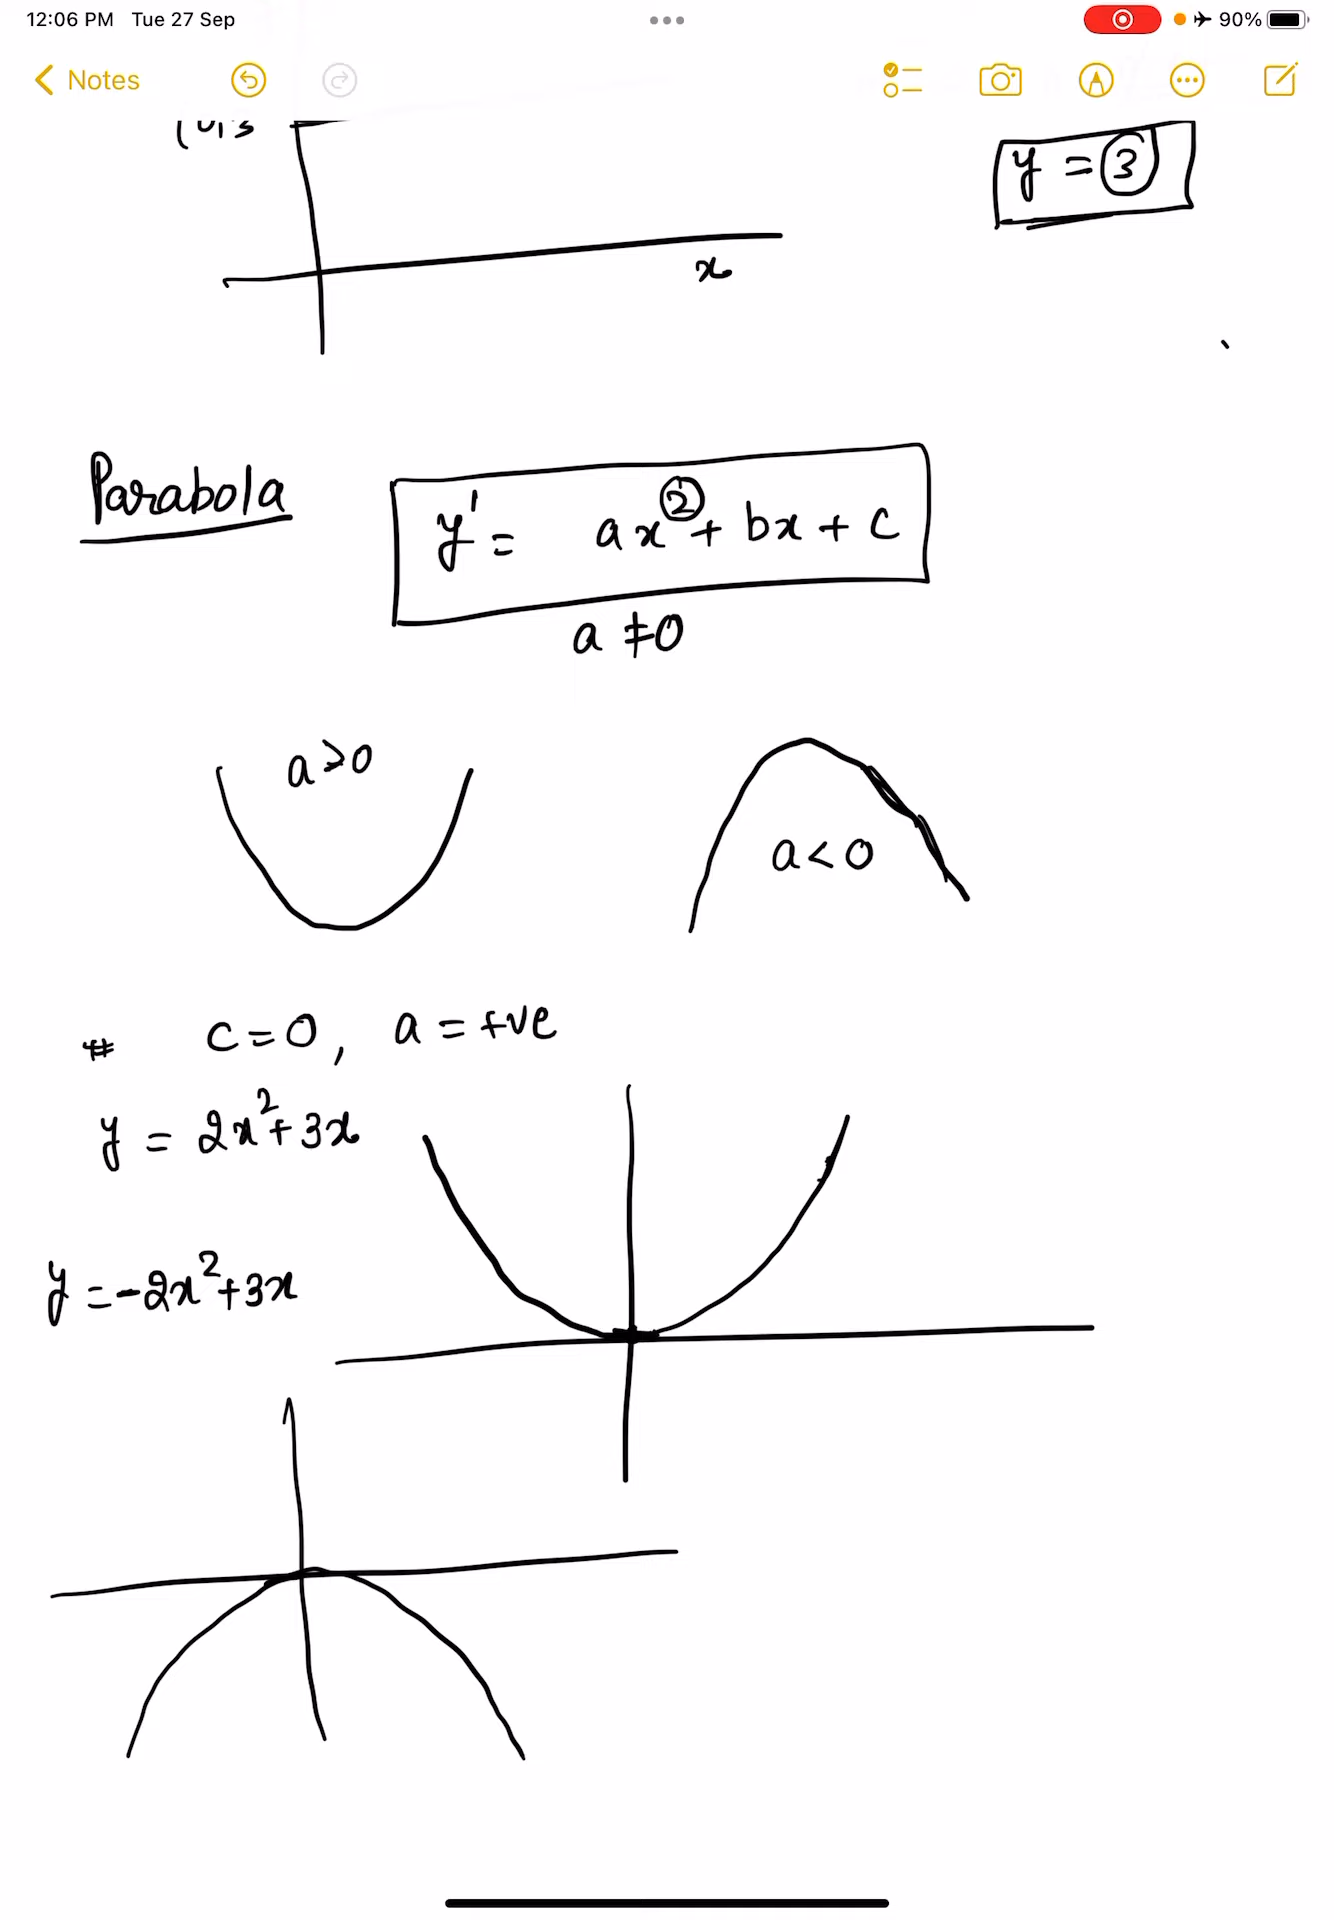 12:06 PM Tue 27 Sep 90%
Notes
y = 3
x
Parabola
y' = ax² + bx + c
a ≠ 0
a > 0
a < 0
# c = 0, a = +ve
y = 2x² + 3x
y = -2x² + 3x